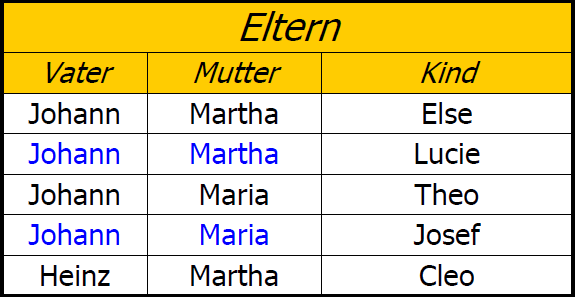 Eltern
Vater Mutter Kind
Johann Martha Else
Johann Martha Lucie
Johann Maria Theo
Johann Maria Josef
Heinz Martha Cleo